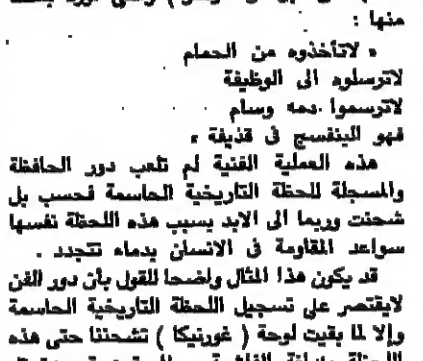 منها :
« لاتأخذوه من الحمام
لاترسلوه الى الوظيفة
لاترسموا دمه وسام
فهو البنفسج في قذيفة »
هذه العملية الفنية لم تلعب دور الحافظة
والمسجلة للحظة التاريخية الحاسمة فحسب بل
شحنت وربما الى الابد بسبب هذه اللحظة نفسها
سواعد المقاومة في الانسان بدماء تتجدد .
قد يكون هذا المثال واضحا للقول بأن دور الفن
لايقتصر على تسجيل اللحظة التاريخية الحاسمة
وإلا لما بقيت لوحة ( غورنيكا ) تشحننا حتى هذه